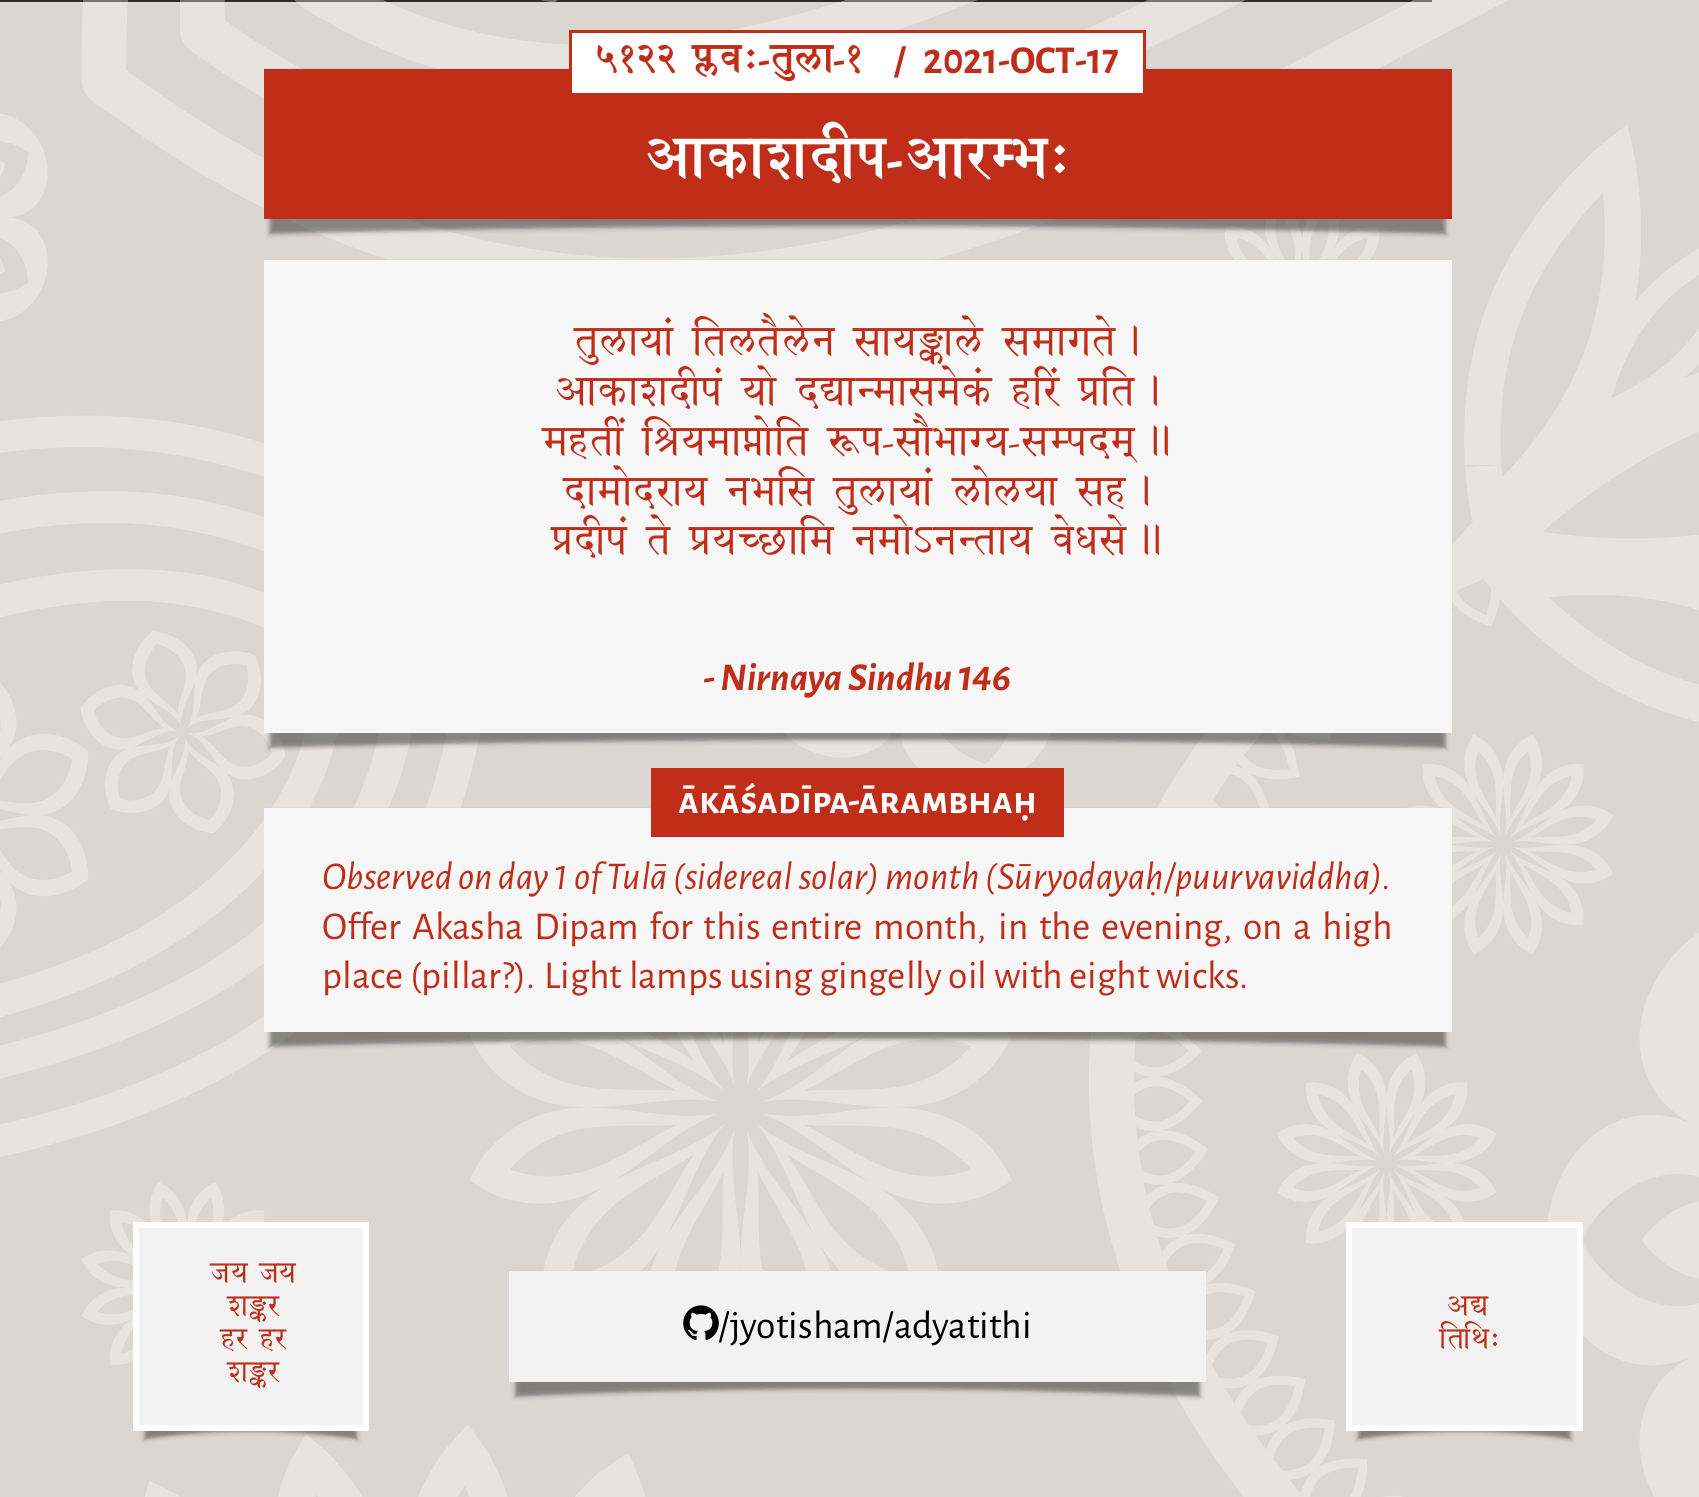 ५१२२ प्लवः-तुला-१ / 2021-OCT-17
आकाशदीप-आरम्भः
तुलायां तिलतैलेन सायङ्काले समागते ।
आकाशदीपं यो दद्यान्मासमेकं हरिं प्रति ।
महतीं श्रियमाप्नोति रूप-सौभाग्य-सम्पदम् ॥
दामोदराय नभसि तुलायां लोलया सह ।
प्रदीपं ते प्रयच्छामि नमोऽनन्ताय वेधसे ॥
- Nirnaya Sindhu 146
ĀKĀŚADĪPA-ĀRAMBHAḤ
Observed on day 1 of Tulā (sidereal solar) month (Sūryodayaḥ/puurvaviddha).
Offer Akasha Dipam for this entire month, in the evening, on a high
place (pillar?). Light lamps using gingelly oil with eight wicks.
जय जय
शङ्कर
हर हर
शङ्कर
/jyotisham/adyatithi
अद्य
तिथिः